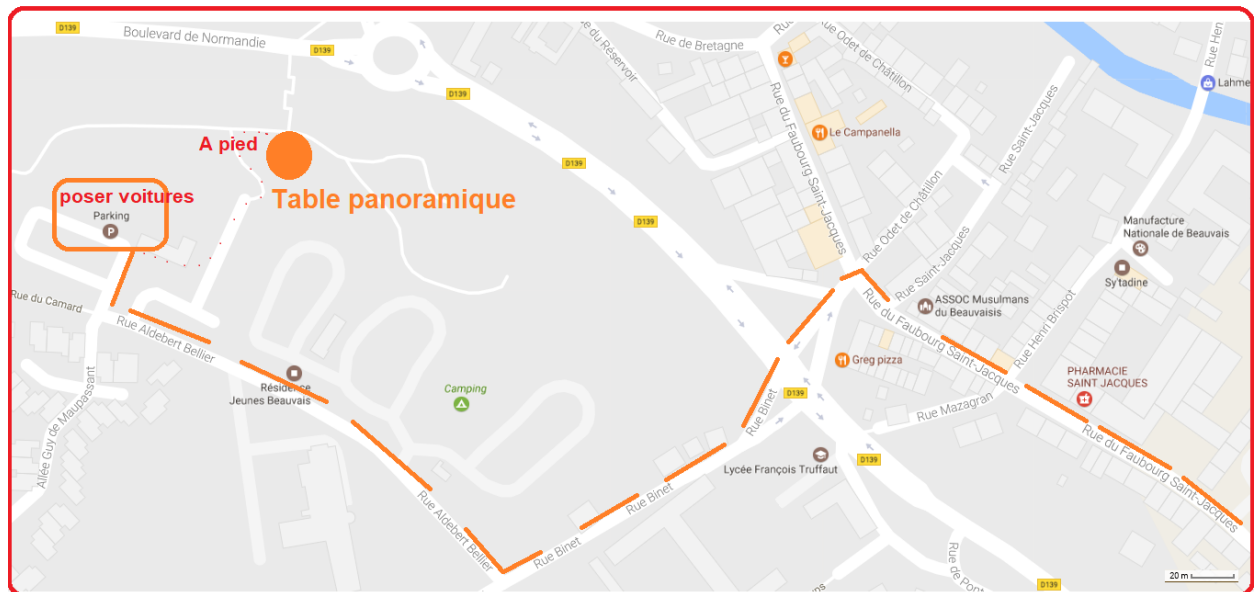 D139
Boulevard de Normandie
D139
D139
D139
D139
D139
D139
D139
Rue du Réservoir
Rue de Bretagne
Rue Odet de Châtillon
Rue Hen
Lahme
Le Campanella
Rue du Faubourg Saint-Jacques
Rue Saint-Jacques
Rue Odet de Châtillon
Rue Saint-Jacques
A pied
Table panoramique
poser voitures
Parking
P
Manufacture
Nationale de Beauvais
Sy'tadine
ASSOC Musulmans
du Beauvaisis
Rue Henri Brispot
Rue du Faubourg Saint-Jacques
Rue du Camard
Rue Aldebert Bellier
Résidence
Jeunes Beauvais
Camping
Greg pizza
PHARMACIE
SAINT JACQUES
Allée Guy de Maupassant
Rue Binet
Rue Mazagran
Lycée François Truffaut
Rue du Faubourg Saint-Jacques
Rue Binet
Rue Aldebert Bellier
Rue Binet
Rue de Pont
20 m